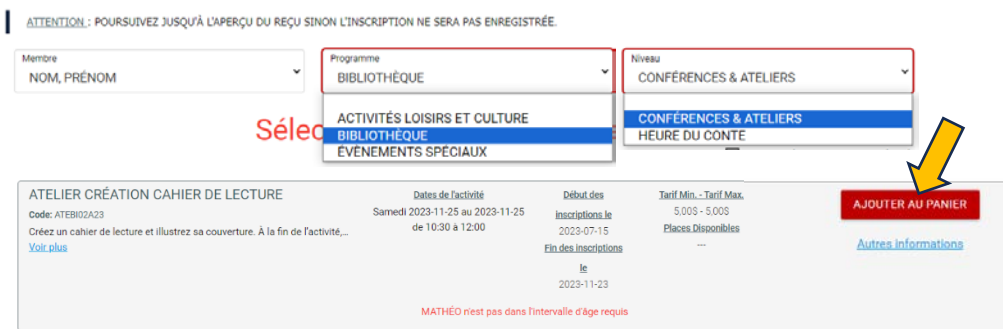 ATTENTION : POURSUIVEZ JUSQU'À L'APERÇU DU REÇU SINON L'INSCRIPTION NE SERA PAS ENREGISTRÉE.
Membre
NOM, PRÉNOM
Programme
BIBLIOTHÈQUE
Niveau
CONFÉRENCES & ATELIERS
ACTIVITÉS LOISIRS ET CULTURE
BIBLIOTHÈQUE
ÉVÈNEMENTS SPÉCIAUX
CONFÉRENCES & ATELIERS
HEURE DU CONTE
Sélec
ATELIER CRÉATION CAHIER DE LECTURE
Code: ATEBI02A23
Créez un cahier de lecture et illustrez sa couverture. À la fin de l'activité,...
Voir plus
Dates de l'activité
Samedi 2023-11-25 au 2023-11-25
de 10:30 à 12:00
Début des
inscriptions le
2023-07-15
Fin des inscriptions
le
2023-11-23
Tarif Min. - Tarif Max.
5,00$ - 5,00$
Places Disponibles
---
AJOUTER AU PANIER
Autres informations
MATHÉO n'est pas dans l'intervalle d'âge requis